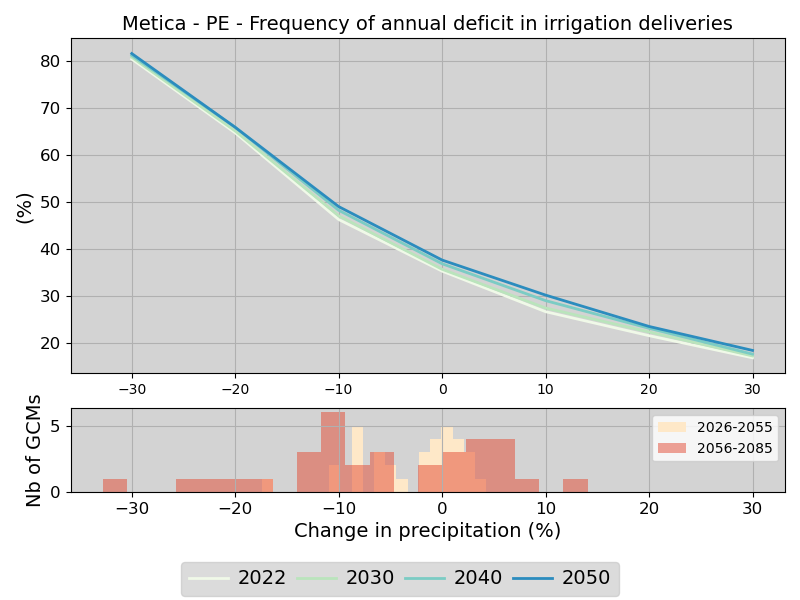 Metica - PE - Frequency of annual deficit in irrigation deliveries
(%)
80
70
60
50
40
30
20
−30 −20 −10 0 10 20 30
Nb of GCMs
5
0
2026-2055
2056-2085
−30 −20 −10 0 10 20 30
Change in precipitation (%)
2022 2030 2040 2050